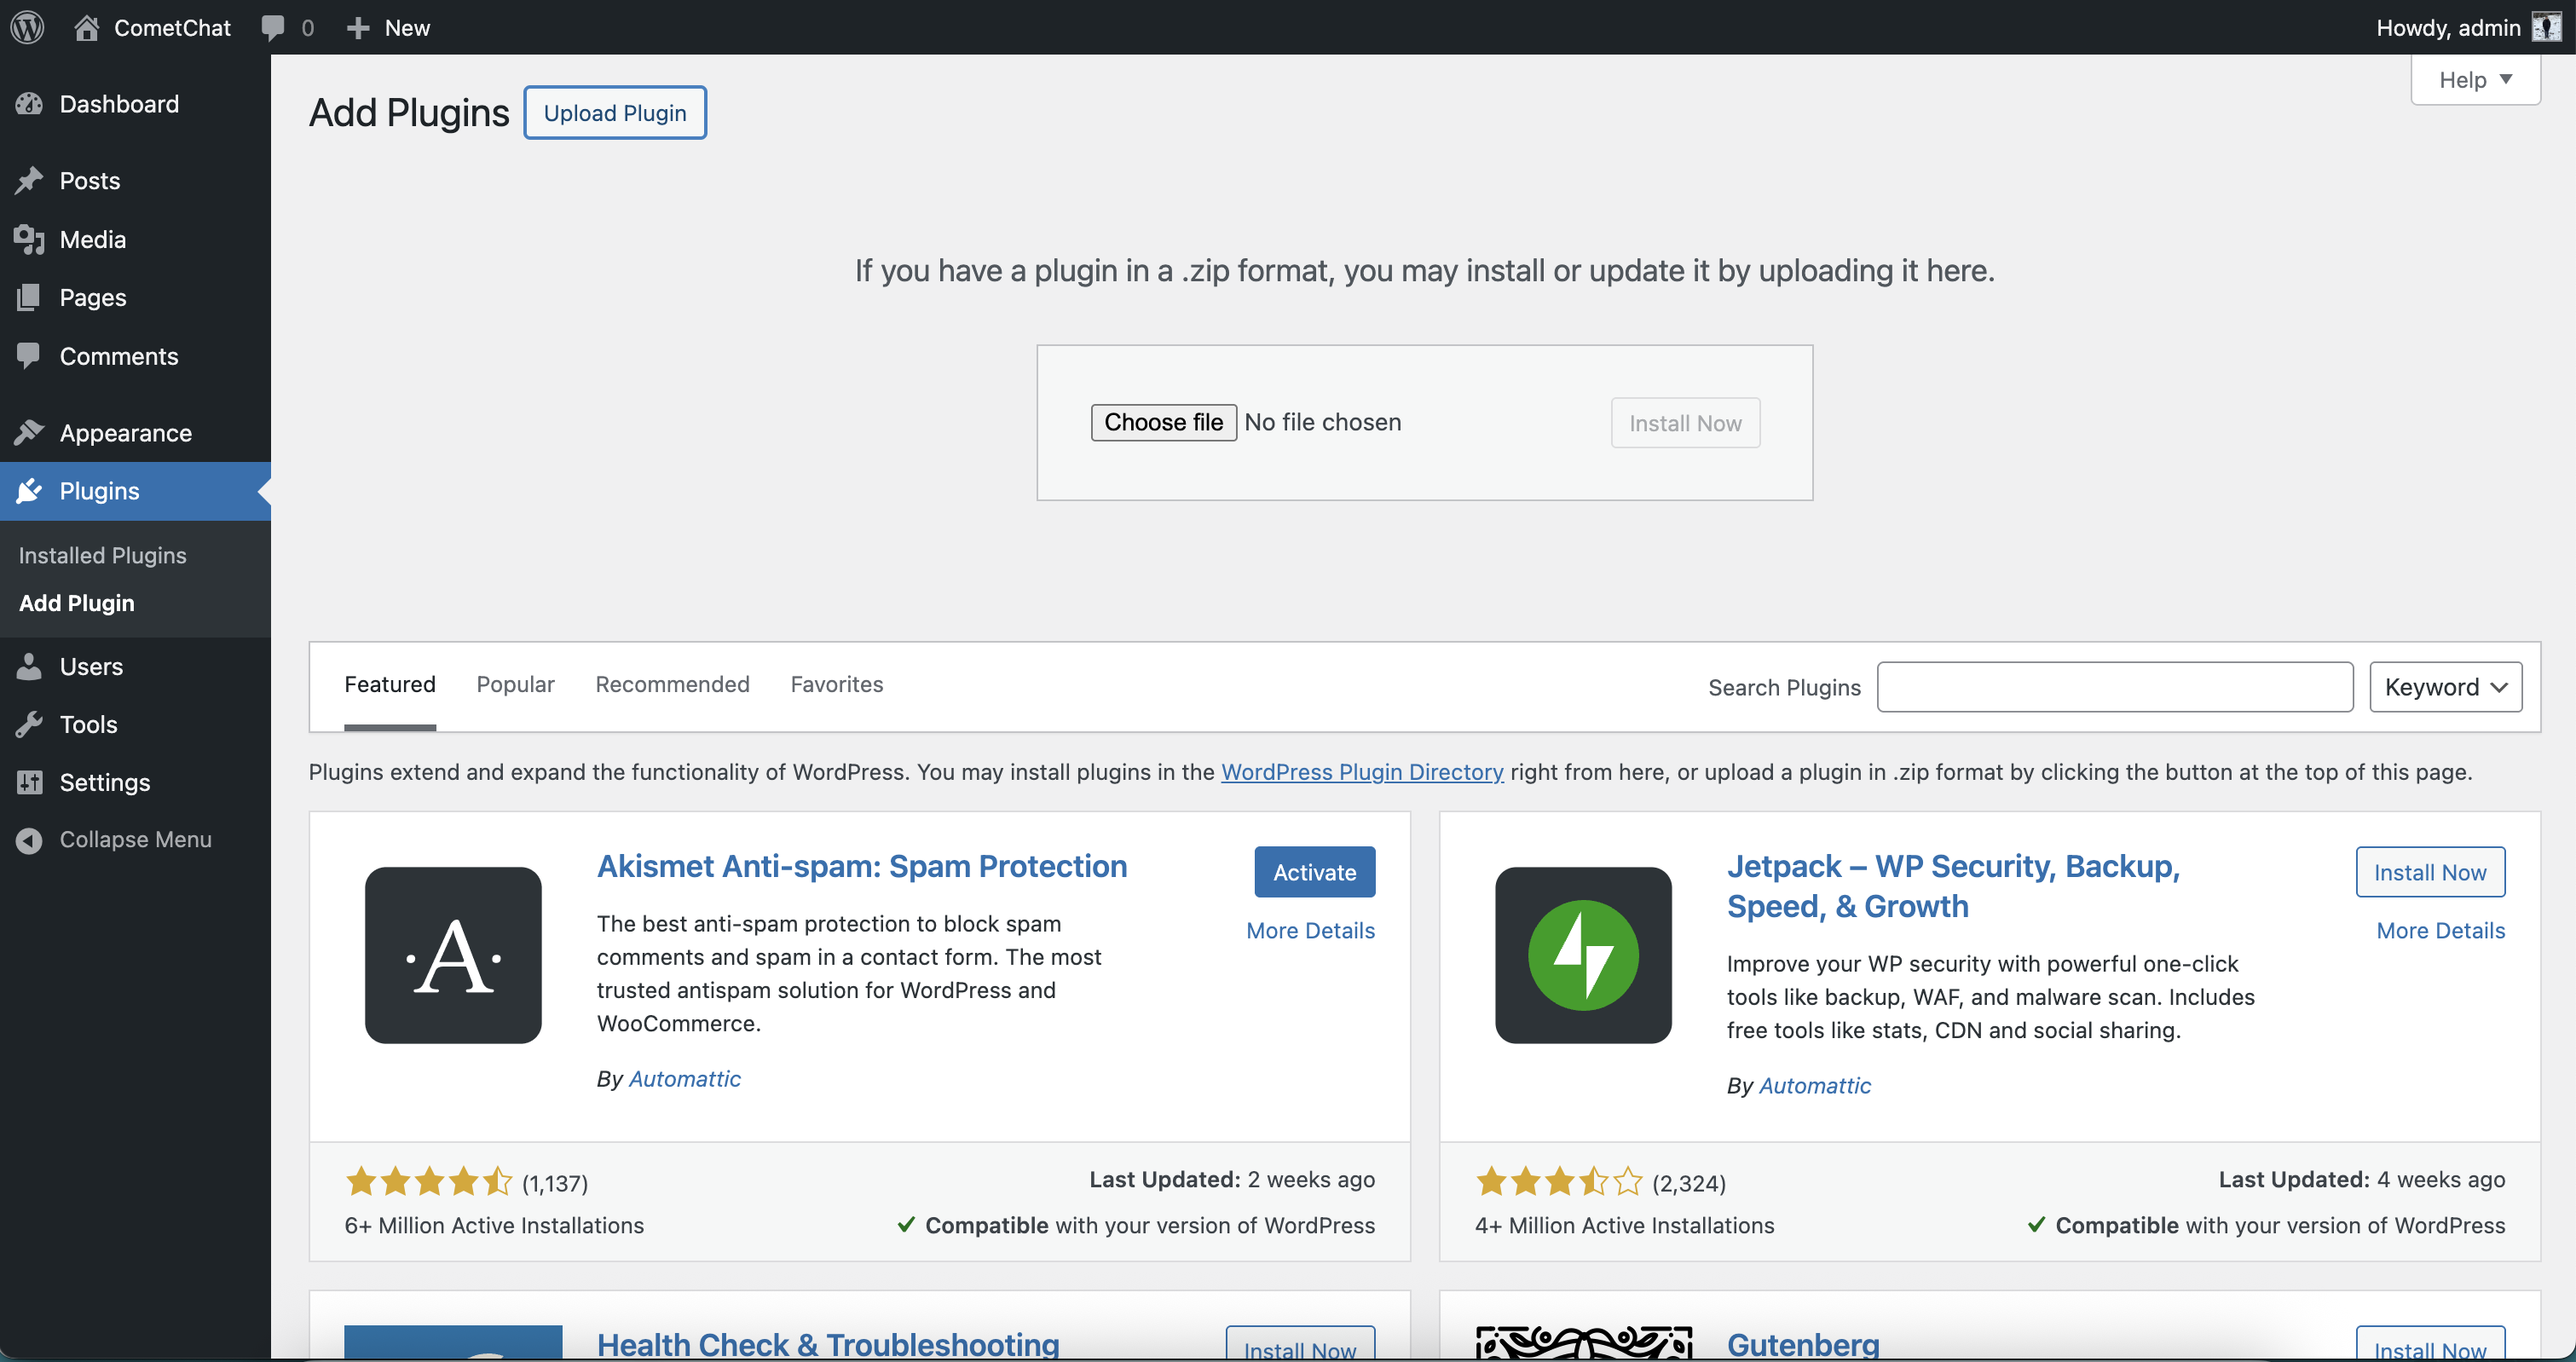 CometChat
0
New
Howdy, admin
Dashboard
Posts
Media
Pages
Comments
Appearance
Plugins
Installed Plugins
Add Plugin
Users
Tools
Settings
Collapse Menu
Help
Add Plugins
Upload Plugin
If you have a plugin in a .zip format, you may install or update it by uploading it here.
Choose file No file chosen
Install Now
Featured
Popular
Recommended
Favorites
Search Plugins
Keyword
Plugins extend and expand the functionality of WordPress. You may install plugins in the WordPress Plugin Directory right from here, or upload a plugin in .zip format by clicking the button at the top of this page.
·A·
Akismet Anti-spam: Spam Protection
Activate
More Details
The best anti-spam protection to block spam
comments and spam in a contact form. The most
trusted antispam solution for WordPress and
WooCommerce.
By Automattic
(1,137)
6+ Million Active Installations
Last Updated: 2 weeks ago
Compatible with your version of WordPress
Jetpack – WP Security, Backup,
Speed, & Growth
Install Now
More Details
Improve your WP security with powerful one-click
tools like backup, WAF, and malware scan. Includes
free tools like stats, CDN and social sharing.
By Automattic
(2,324)
4+ Million Active Installations
Last Updated: 4 weeks ago
Compatible with your version of WordPress
Health Check & Troubleshooting
Install Now
Gutenberg
Install Now